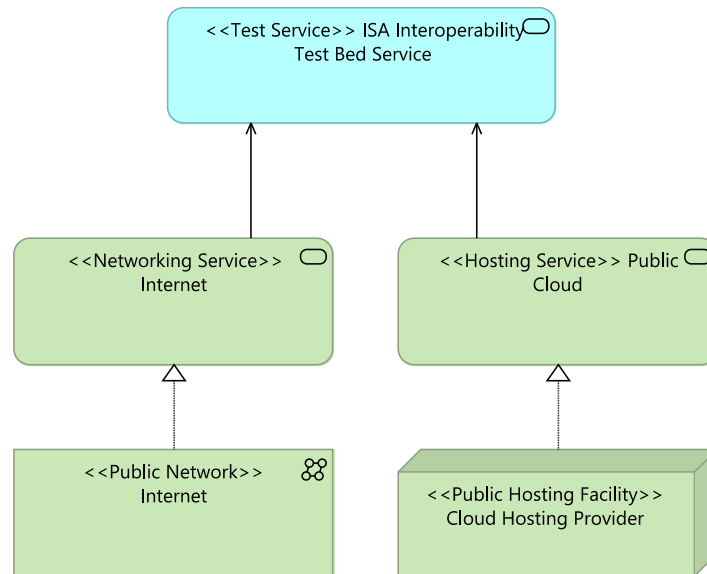 <<Test Service>> ISA Interoperability
Test Bed Service
<<Networking Service>>
Internet
<<Hosting Service>> Public
Cloud
<<Public Network>>
Internet
<<Public Hosting Facility>>
Cloud Hosting Provider